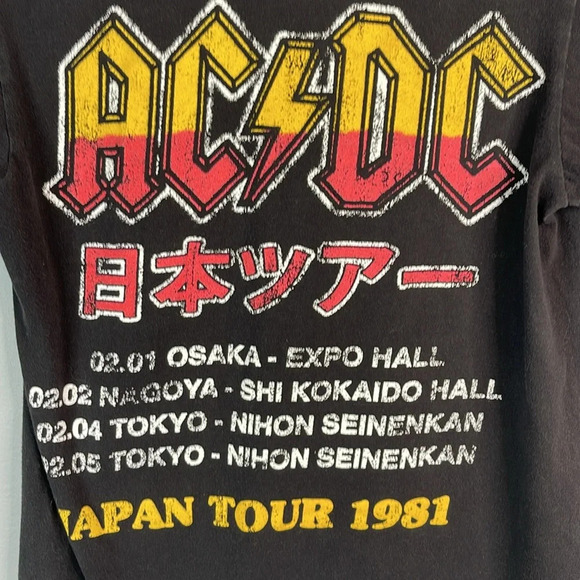 AC⚡DC
日本ツアー
02.01 OSAKA - EXPO HALL
02.02 NAGOYA - SHI KOKAIDO HALL
02.04 TOKYO - NIHON SEINENKAN
02.05 TOKYO - NIHON SEINENKAN
JAPAN TOUR 1981